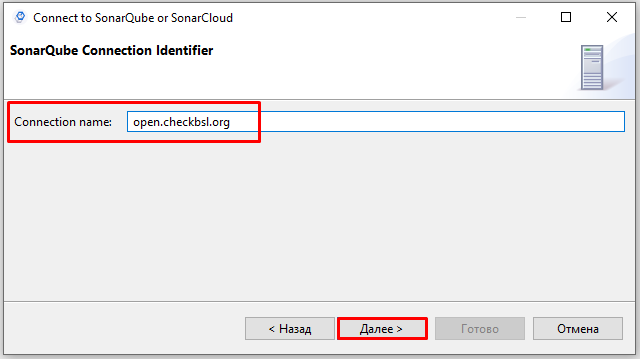 Connect to SonarQube or SonarCloud
SonarQube Connection Identifier
Connection name: open.checkbsl.org
< Назад Далее > Готово Отмена